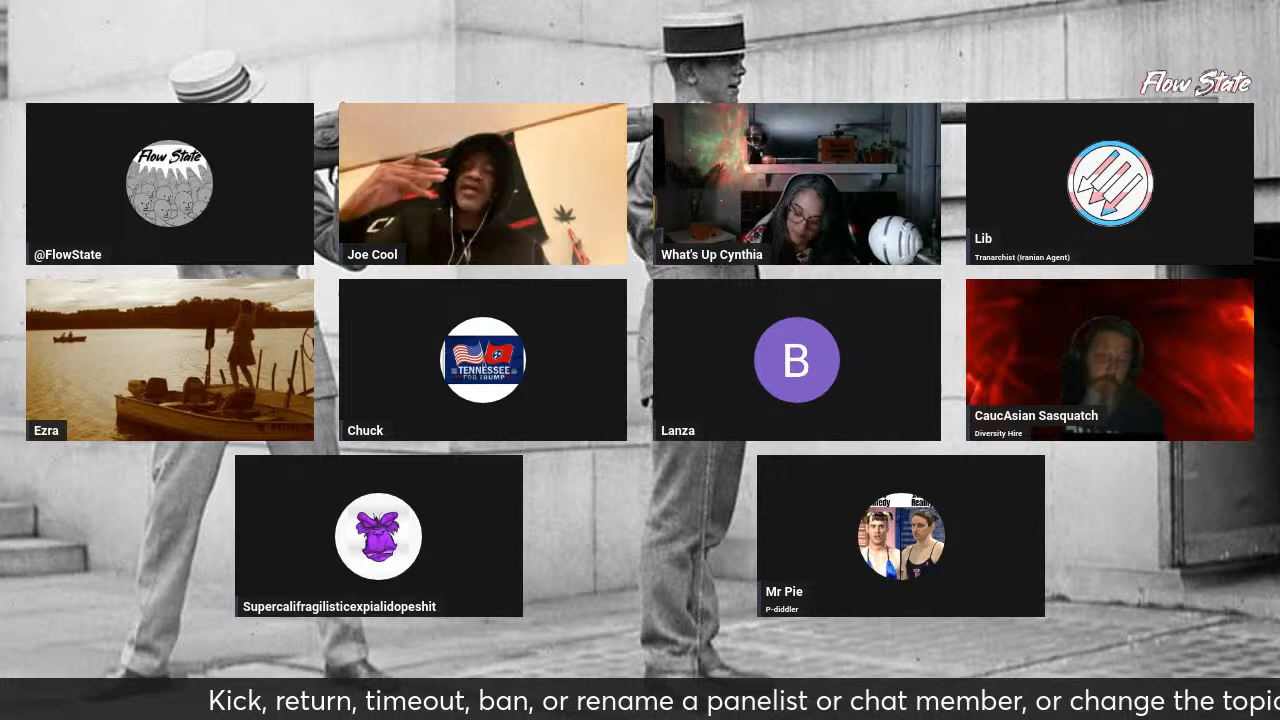 Flow State
Flow State
@FlowState
Joe Cool
What's Up Cynthia
Lib
Tranarchist (Iranian Agent)
Ezra
TENNESSEE
FOR TRUMP
Chuck
B
Lanza
CaucAsian Sasquatch
Diversity Hire
Supercalifragilisticexpialidopeshit
Mr Pie
P-diddler
Kick, return, timeout, ban, or rename a panelist or chat member, or change the topic